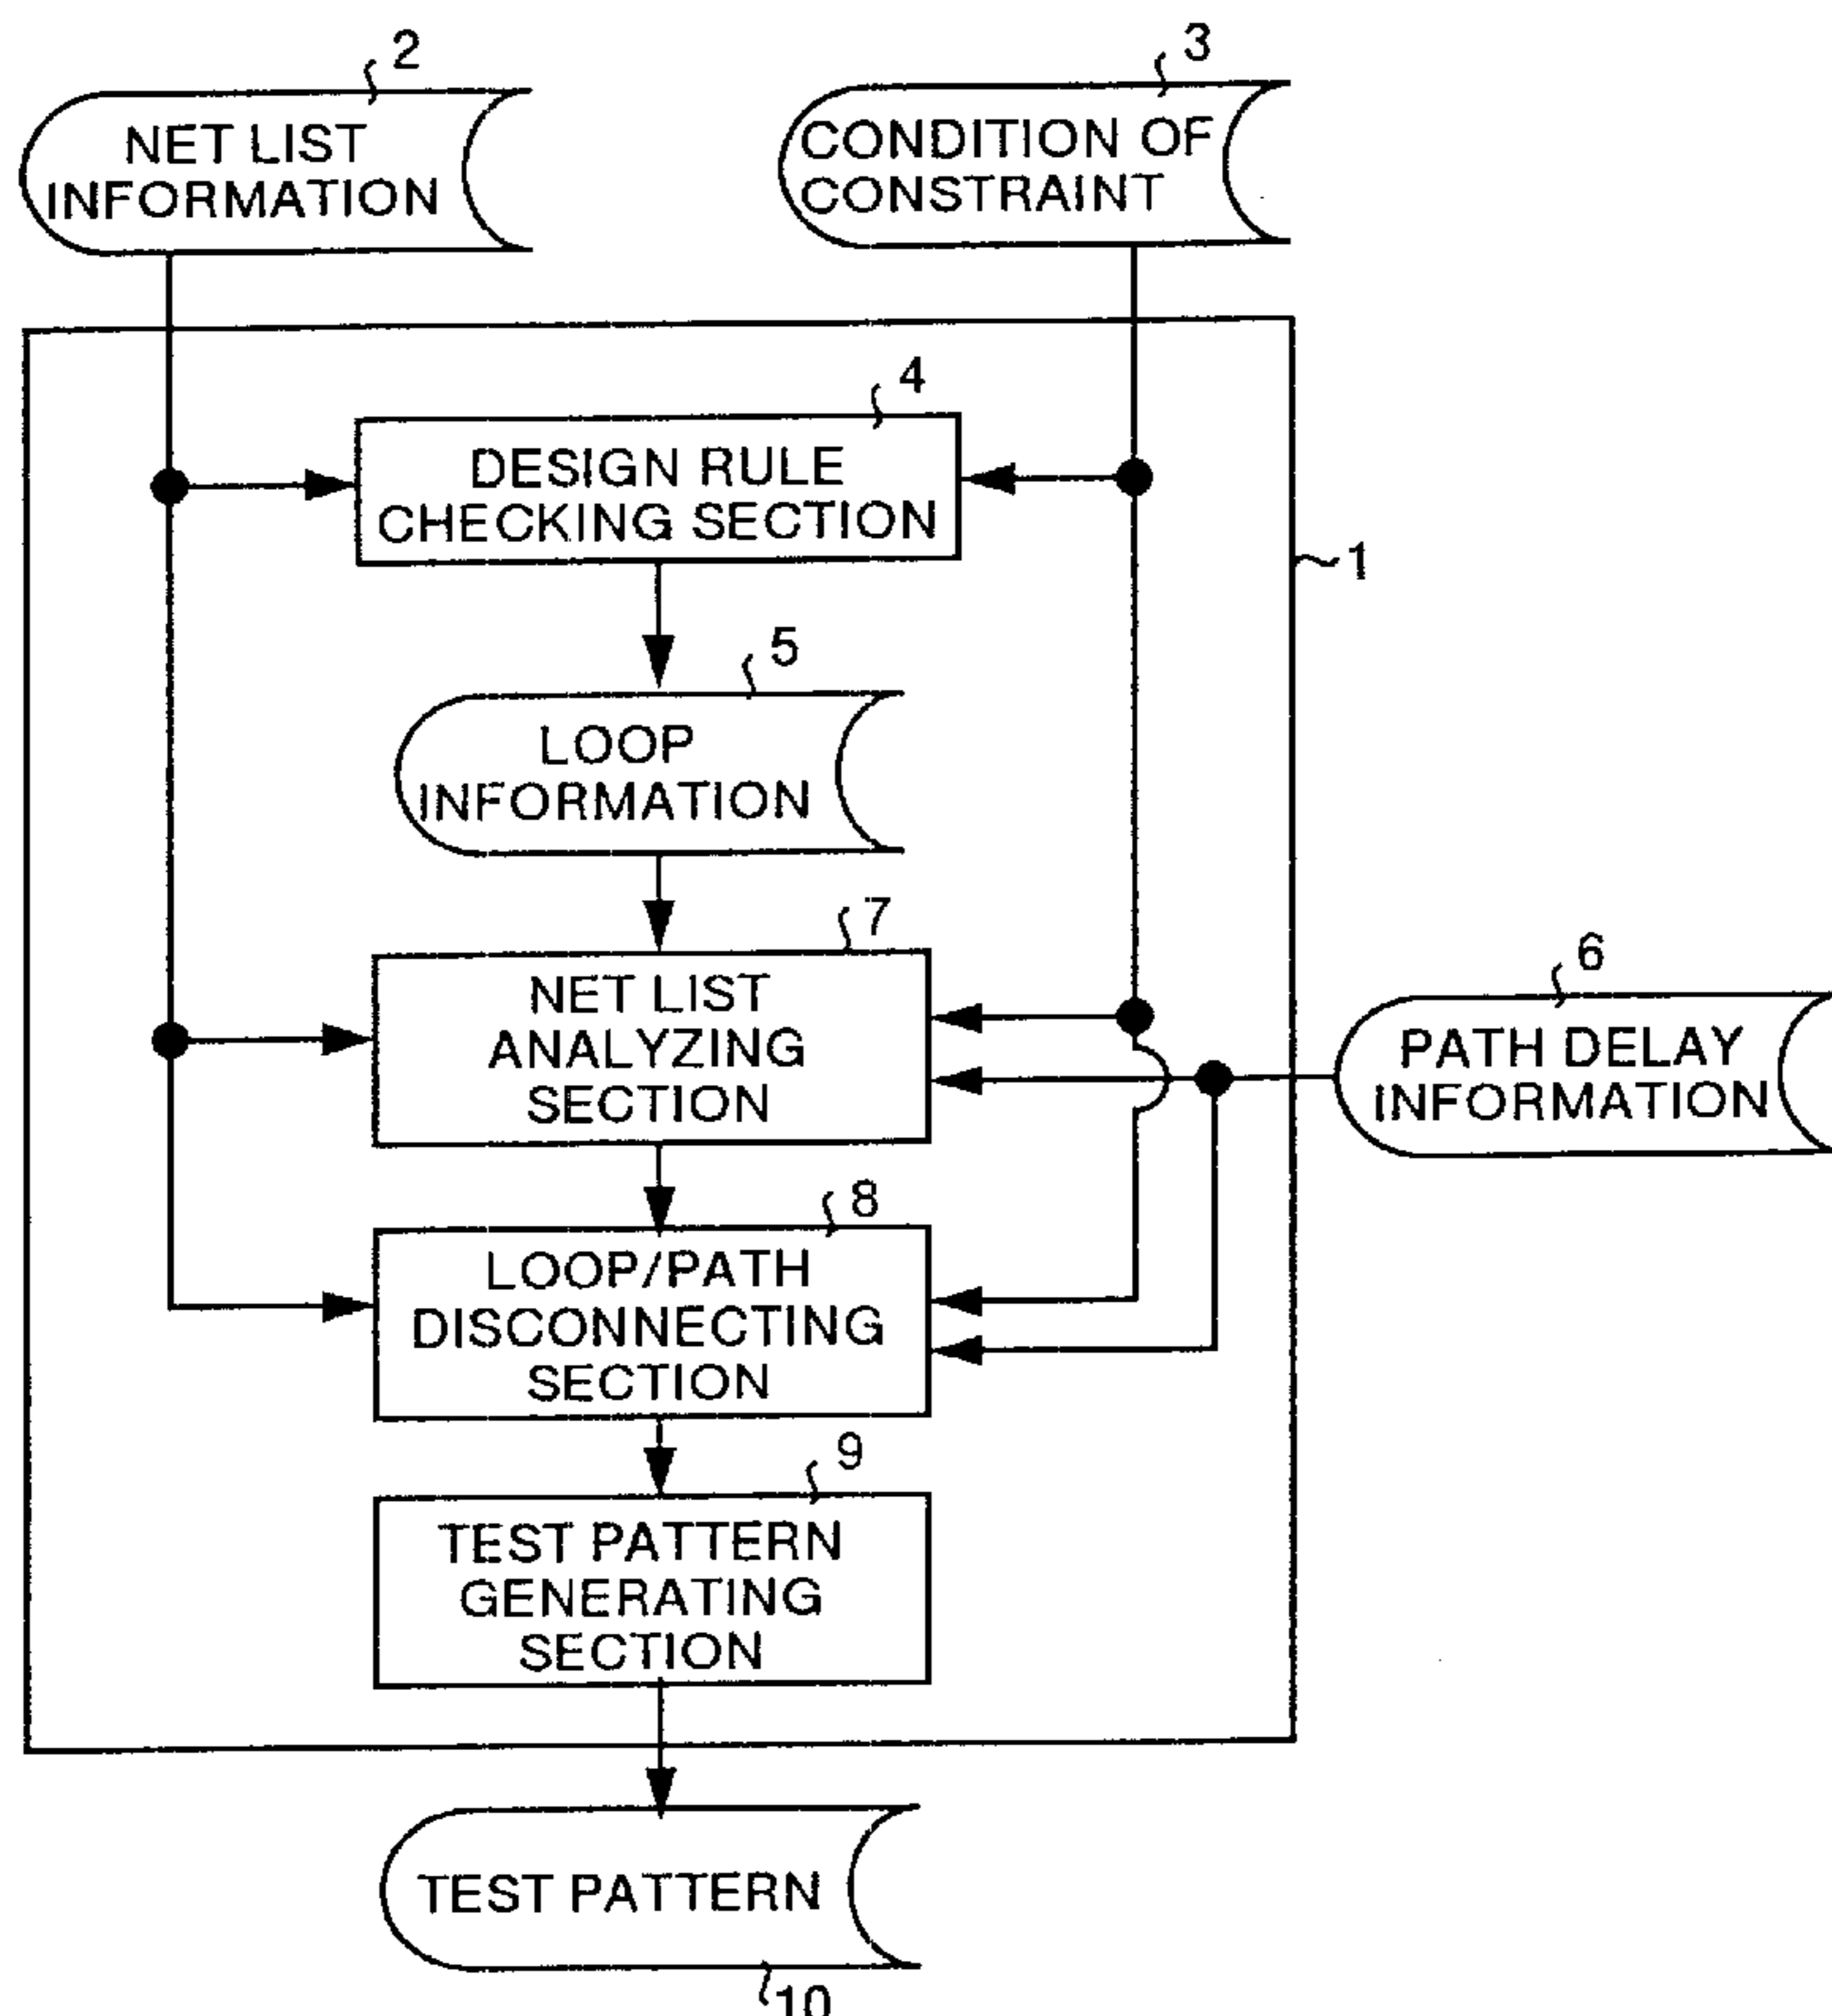 2
3
NET LIST
INFORMATION
CONDITION OF
CONSTRAINT
4
DESIGN RULE
CHECKING SECTION
1
5
LOOP
INFORMATION
7
NET LIST
ANALYZING
SECTION
6
PATH DELAY
INFORMATION
8
LOOP/PATH
DISCONNECTING
SECTION
9
TEST PATTERN
GENERATING
SECTION
TEST PATTERN
10